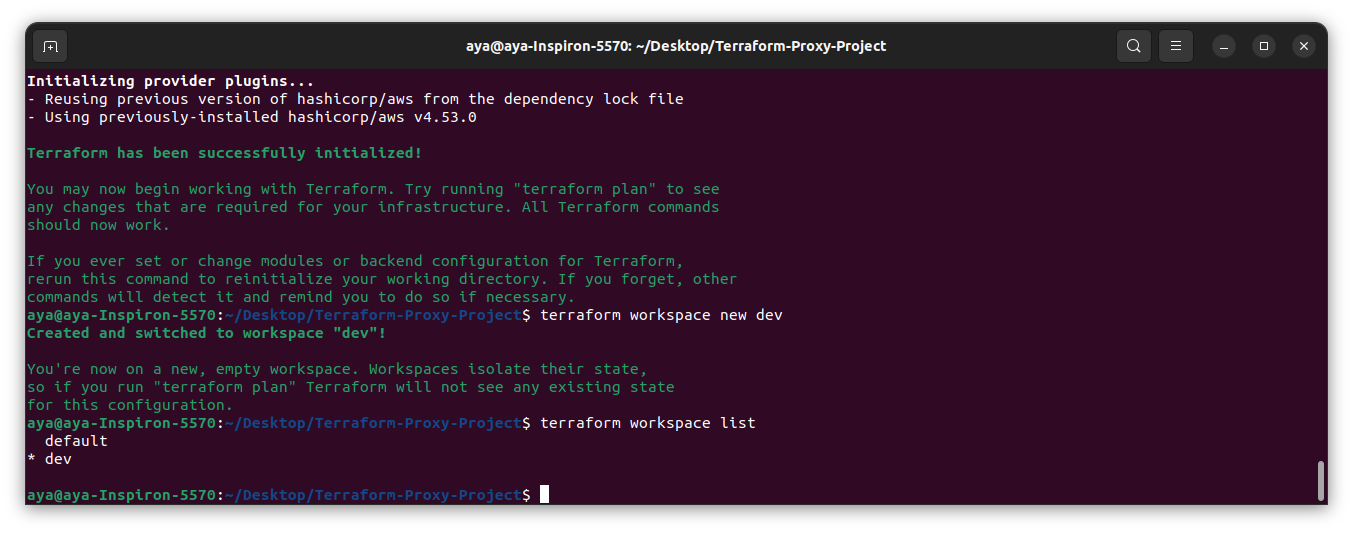 aya@aya-Inspiron-5570: ~/Desktop/Terraform-Proxy-Project
Initializing provider plugins...
- Reusing previous version of hashicorp/aws from the dependency lock file
- Using previously-installed hashicorp/aws v4.53.0
Terraform has been successfully initialized!
You may now begin working with Terraform. Try running "terraform plan" to see
any changes that are required for your infrastructure. All Terraform commands
should now work.
If you ever set or change modules or backend configuration for Terraform,
rerun this command to reinitialize your working directory. If you forget, other
commands will detect it and remind you to do so if necessary.
aya@aya-Inspiron-5570:~/Desktop/Terraform-Proxy-Project$ terraform workspace new dev
Created and switched to workspace "dev"!
You're now on a new, empty workspace. Workspaces isolate their state,
so if you run "terraform plan" Terraform will not see any existing state
for this configuration.
aya@aya-Inspiron-5570:~/Desktop/Terraform-Proxy-Project$ terraform workspace list
  default
* dev
aya@aya-Inspiron-5570:~/Desktop/Terraform-Proxy-Project$